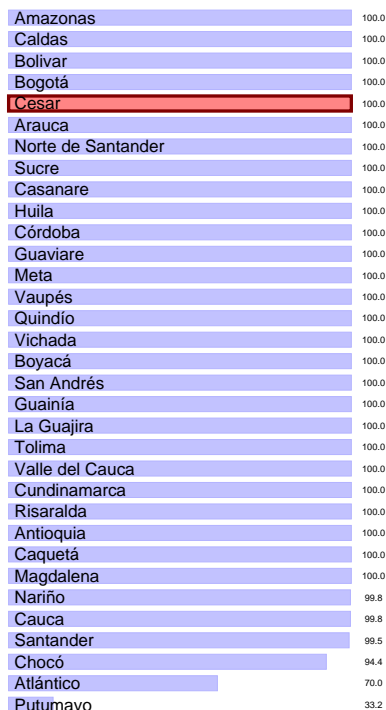 Amazonas 100.0
Caldas 100.0
Bolivar 100.0
Bogotá 100.0
Cesar 100.0
Arauca 100.0
Norte de Santander 100.0
Sucre 100.0
Casanare 100.0
Huila 100.0
Córdoba 100.0
Guaviare 100.0
Meta 100.0
Vaupés 100.0
Quindío 100.0
Vichada 100.0
Boyacá 100.0
San Andrés 100.0
Guainía 100.0
La Guajira 100.0
Tolima 100.0
Valle del Cauca 100.0
Cundinamarca 100.0
Risaralda 100.0
Antioquia 100.0
Caquetá 100.0
Magdalena 100.0
Nariño 99.8
Cauca 99.8
Santander 99.5
Chocó 94.4
Atlántico 70.0
Putumayo 33.2